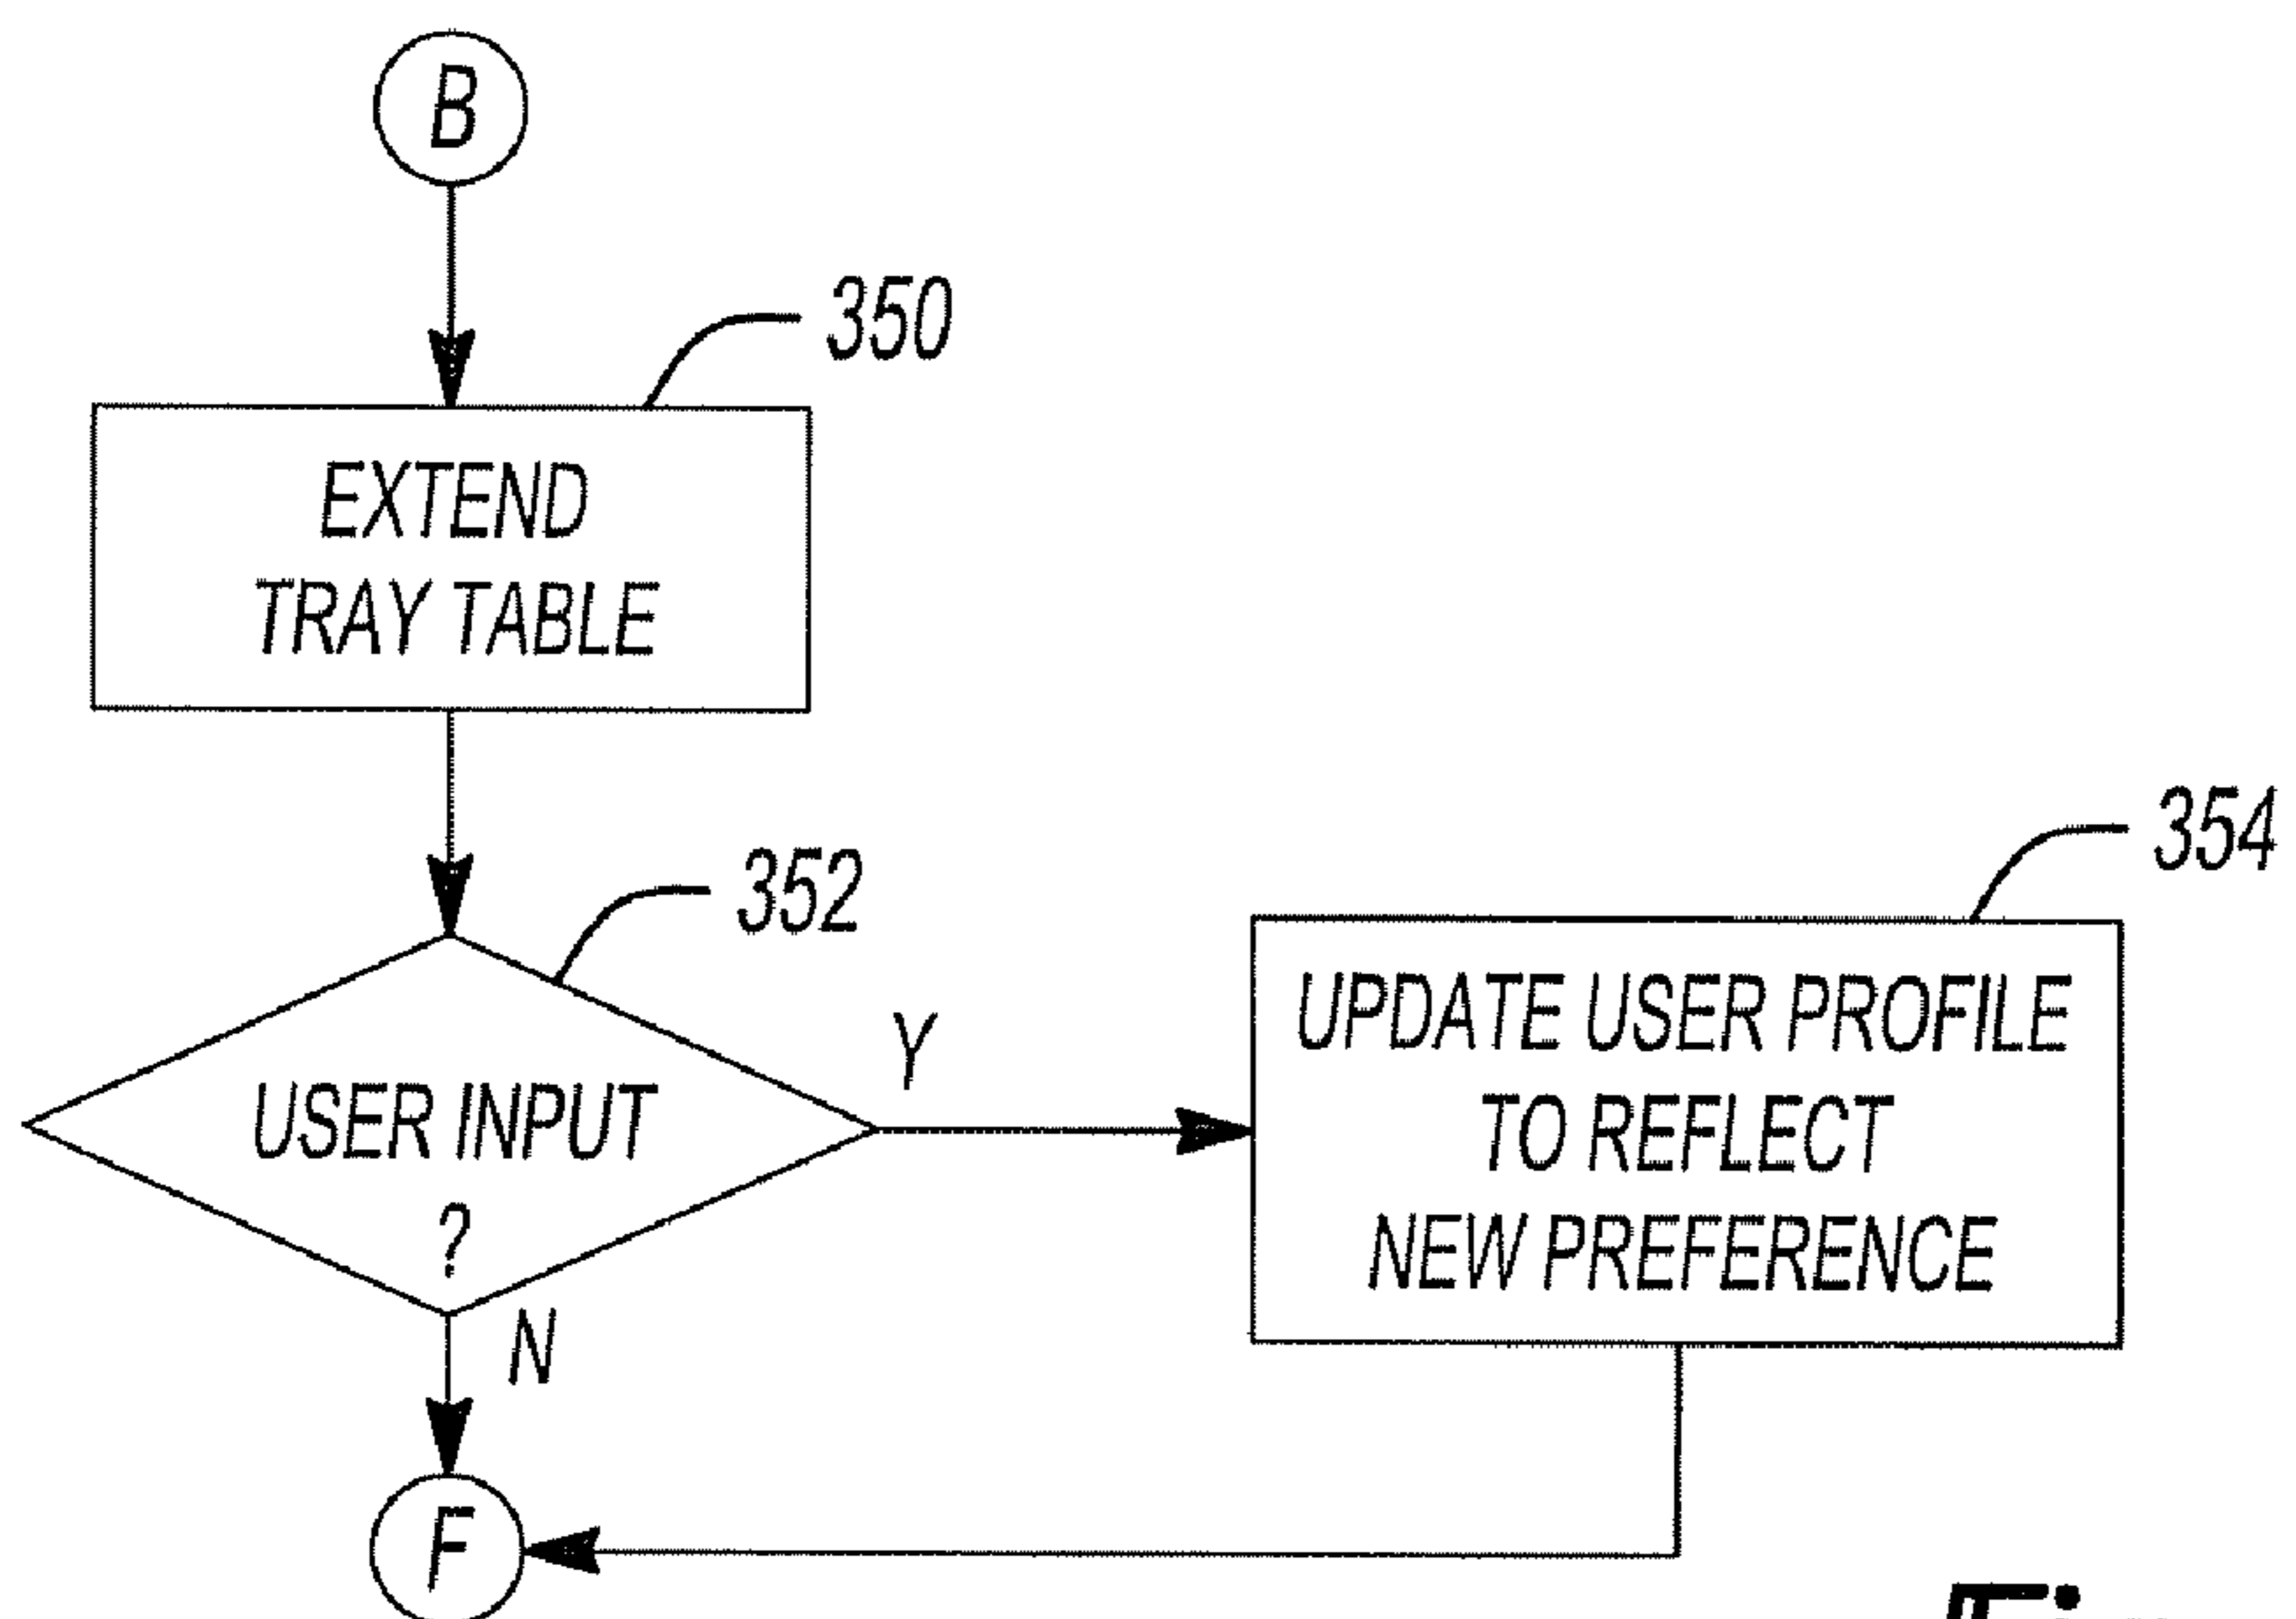 B
350
EXTEND
TRAY TABLE
352
354
USER INPUT
?
Y
UPDATE USER PROFILE
TO REFLECT
NEW PREFERENCE
N
F